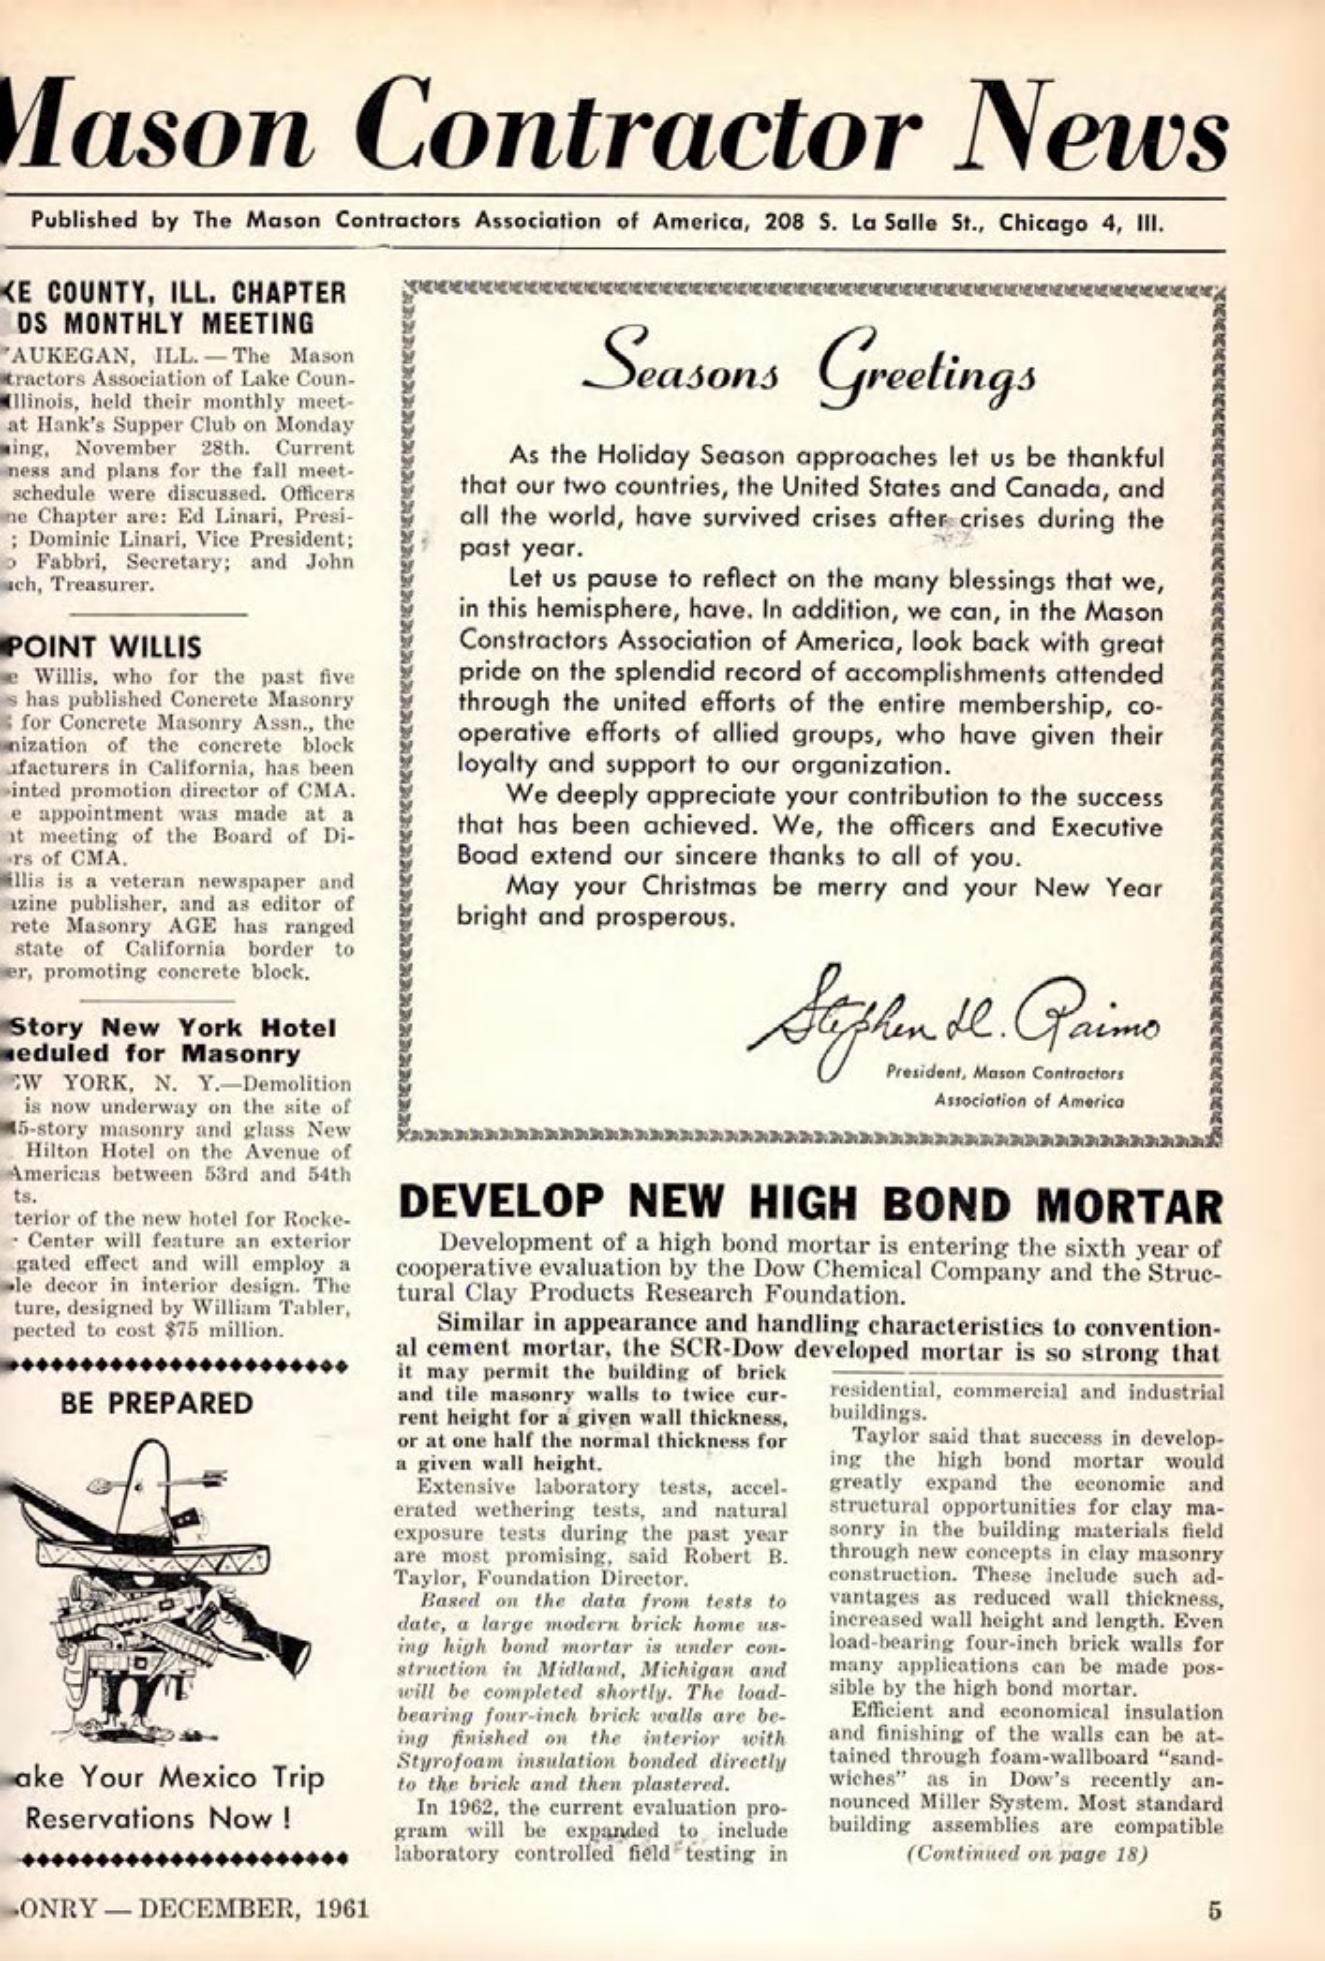 Mason Contractor News
Published by The Mason Contractors Association of America, 208 S. La Salle St., Chicago 4, Ill.
KE COUNTY, ILL. CHAPTER
DS MONTHLY MEETING
AUKEGAN, ILL. — The Mason
tractors Association of Lake Coun-
Illinois, held their monthly meet-
at Hank's Supper Club on Monday
ing, November 28th. Current
ness and plans for the fall meet-
schedule were discussed. Officers
ne Chapter are: Ed Linari, Presi-
; Dominic Linari, Vice President;
o Fabbri, Secretary; and John
ach, Treasurer.
POINT WILLIS
e Willis, who for the past five
s has published Concrete Masonry
for Concrete Masonry Assn., the
nization of the concrete block
ufacturers in California, has been
inted promotion director of CMA.
e appointment was made at a
nt meeting of the Board of Di-
rs of CMA.
illis is a veteran newspaper and
azine publisher, and as editor of
rete Masonry AGE has ranged
state of California border to
er, promoting concrete block.
Story New York Hotel
eduled for Masonry
EW YORK, N. Y.—Demolition
is now underway on the site of
45-story masonry and glass New
Hilton Hotel on the Avenue of
Americas between 53rd and 54th
ts.
terior of the new hotel for Rocke-
Center will feature an exterior
gated effect and will employ a
le decor in interior design. The
ture, designed by William Tabler,
pected to cost $75 million.
BE PREPARED
ake Your Mexico Trip
Reservations Now !
Seasons Greetings
As the Holiday Season approaches let us be thankful
that our two countries, the United States and Canada, and
all the world, have survived crises after crises during the
past year.
Let us pause to reflect on the many blessings that we,
in this hemisphere, have. In addition, we can, in the Mason
Constractors Association of America, look back with great
pride on the splendid record of accomplishments attended
through the united efforts of the entire membership, co-
operative efforts of allied groups, who have given their
loyalty and support to our organization.
We deeply appreciate your contribution to the success
that has been achieved. We, the officers and Executive
Boad extend our sincere thanks to all of you.
May your Christmas be merry and your New Year
bright and prosperous.
Stephen H. Raimo
President, Mason Contractors
Association of America
DEVELOP NEW HIGH BOND MORTAR
Development of a high bond mortar is entering the sixth year of
cooperative evaluation by the Dow Chemical Company and the Struc-
tural Clay Products Research Foundation.
Similar in appearance and handling characteristics to convention-
al cement mortar, the SCR-Dow developed mortar is so strong that
it may permit the building of brick
and tile masonry walls to twice cur-
rent height for a given wall thickness,
or at one half the normal thickness for
a given wall height.
Extensive laboratory tests, accel-
erated wethering tests, and natural
exposure tests during the past year
are most promising, said Robert B.
Taylor, Foundation Director.
Based on the data from tests to
date, a large modern brick home us-
ing high bond mortar is under con-
struction in Midland, Michigan and
will be completed shortly. The load-
bearing four-inch brick walls are be-
ing finished on the interior with
Styrofoam insulation bonded directly
to the brick and then plastered.
In 1962, the current evaluation pro-
gram will be expanded to include
laboratory controlled field testing in
residential, commercial and industrial
buildings.
Taylor said that success in develop-
ing the high bond mortar would
greatly expand the economic and
structural opportunities for clay ma-
sonry in the building materials field
through new concepts in clay masonry
construction. These include such ad-
vantages as reduced wall thickness,
increased wall height and length. Even
load-bearing four-inch brick walls for
many applications can be made pos-
sible by the high bond mortar.
Efficient and economical insulation
and finishing of the walls can be at-
tained through foam-wallboard "sand-
wiches" as in Dow's recently an-
nounced Miller System. Most standard
building assemblies are compatible
(Continued on page 18)
ONRY — DECEMBER, 1961
5